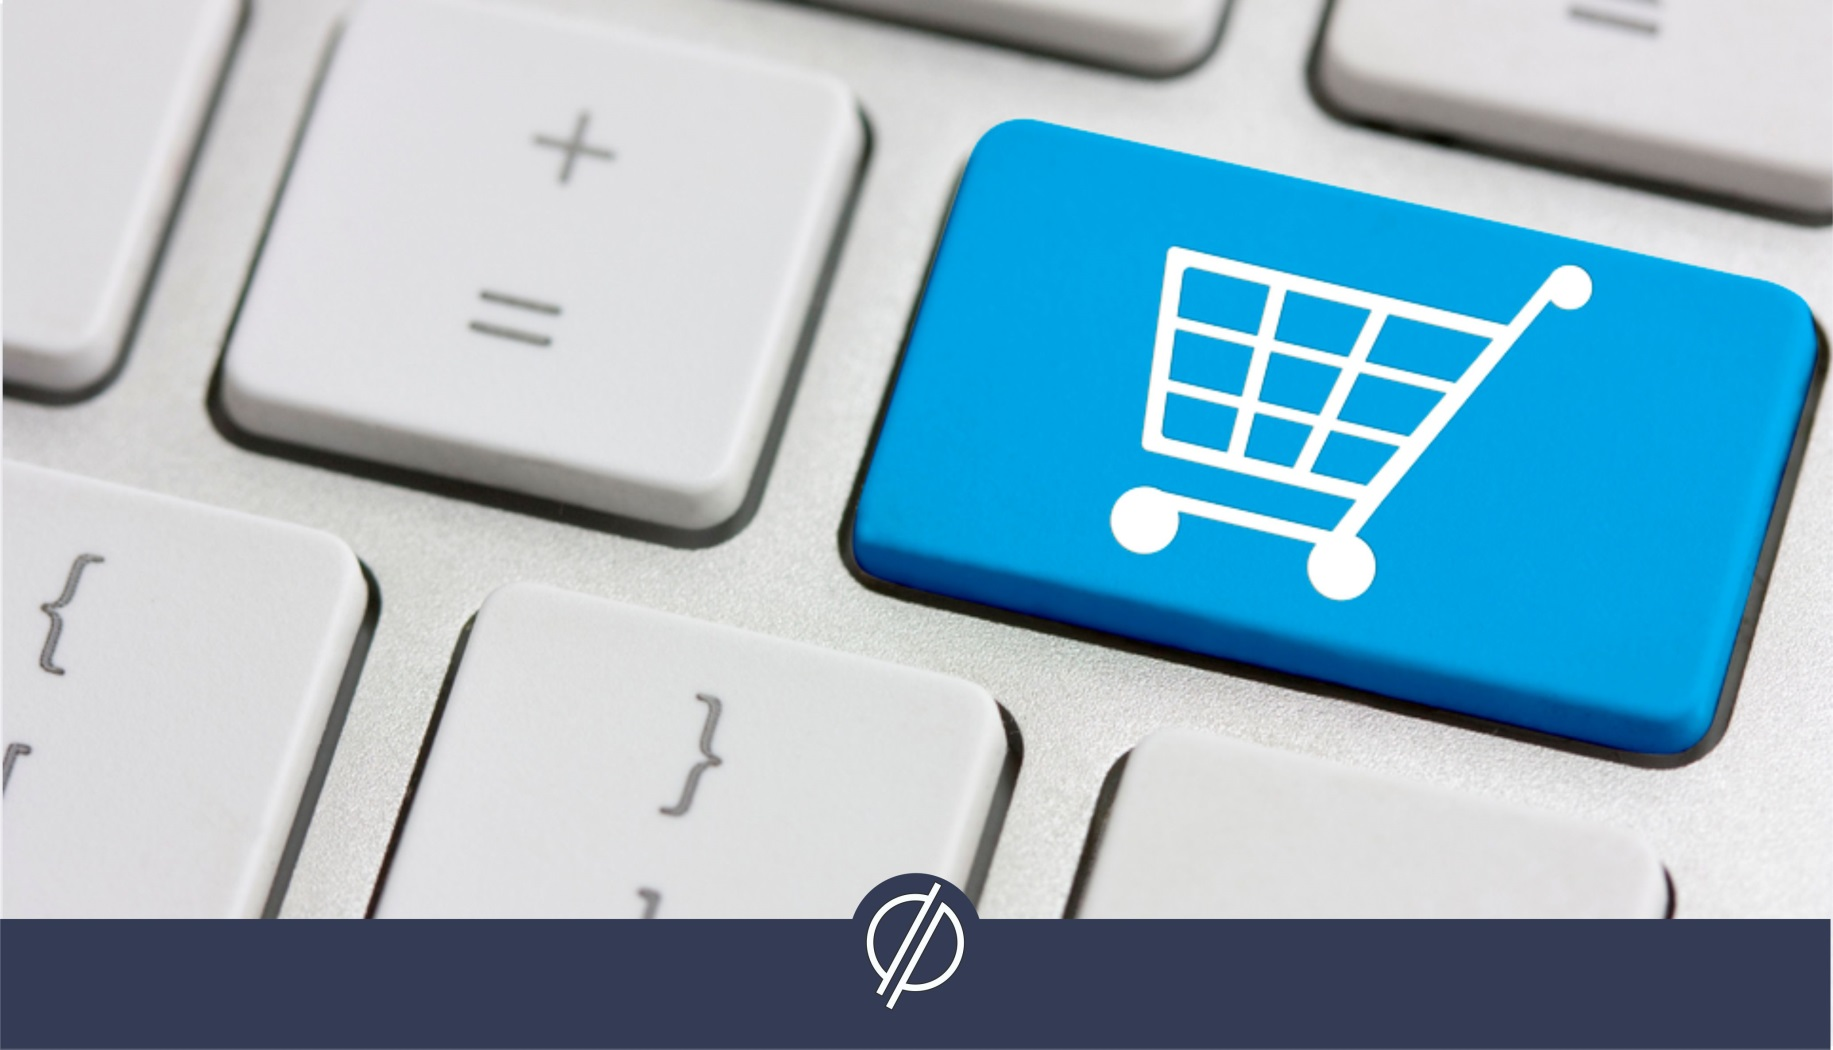 +
=
{
}